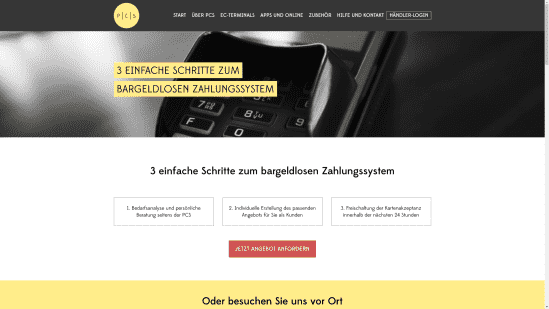 P|C|S
START ÜBER PCS EC-TERMINALS APPS UND ONLINE ZUBEHÖR HILFE UND KONTAKT HÄNDLER-LOGIN
3 EINFACHE SCHRITTE ZUM
BARGELDLOSEN ZAHLUNGSSYSTEM
3 einfache Schritte zum bargeldlosen Zahlungssystem
1. Bedarfsanalyse und persönliche
Beratung seitens der PCS
2. Individuelle Erstellung des passenden
Angebots für Sie als Kunden
3. Freischaltung der Kartenakzeptanz
innerhalb der nächsten 24 Stunden
JETZT ANGEBOT ANFORDERN
Oder besuchen Sie uns vor Ort